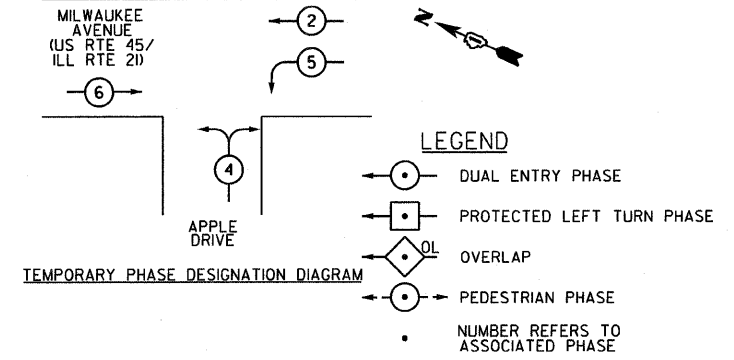 MILWAUKEE
AVENUE
(US RTE 45/
ILL RTE 21)
2
5
6
4
N
APPLE
DRIVE
TEMPORARY PHASE DESIGNATION DIAGRAM
LEGEND
DUAL ENTRY PHASE
PROTECTED LEFT TURN PHASE
OL
OVERLAP
PEDESTRIAN PHASE
NUMBER REFERS TO
ASSOCIATED PHASE